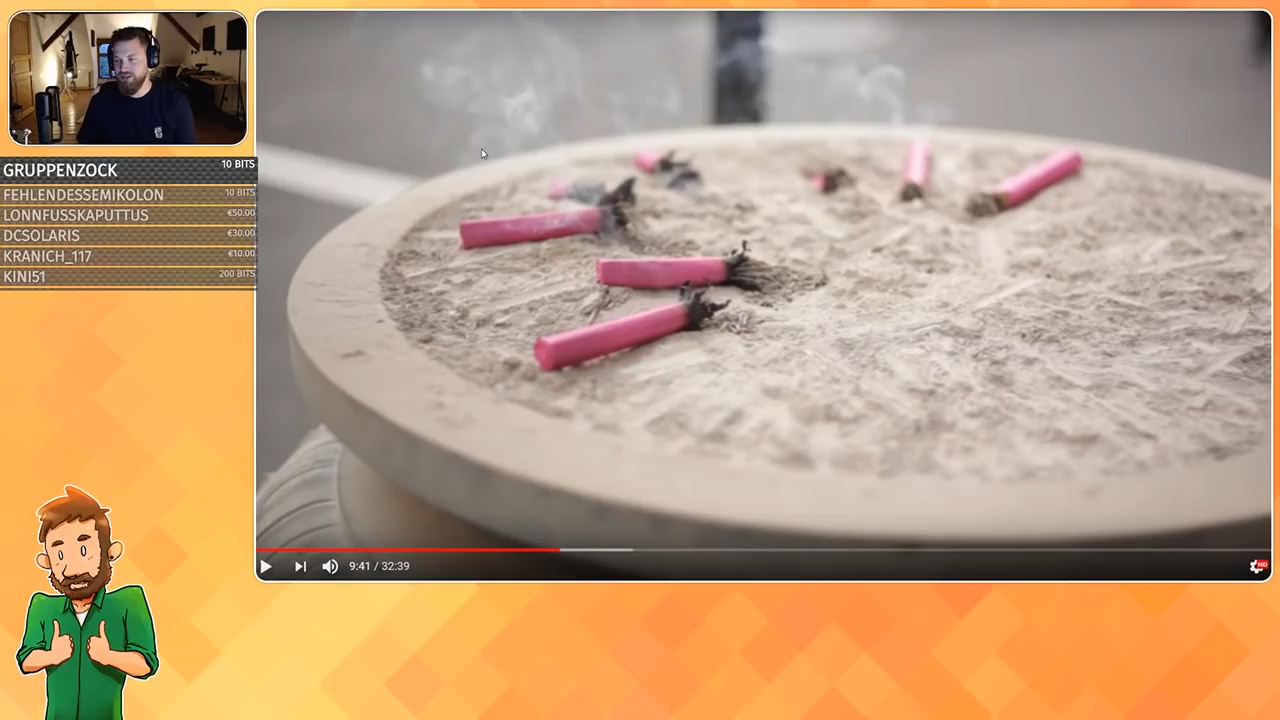 GRUPPENZOCK 10 BITS
FEHLENDESSEMIKOLON 10 BITS
LONNFUSSKAPUTTUS €50.00
DCSOLARIS €30.00
KRANICH_117 €10.00
KINI51 200 BITS
9:41 / 32:39
HD